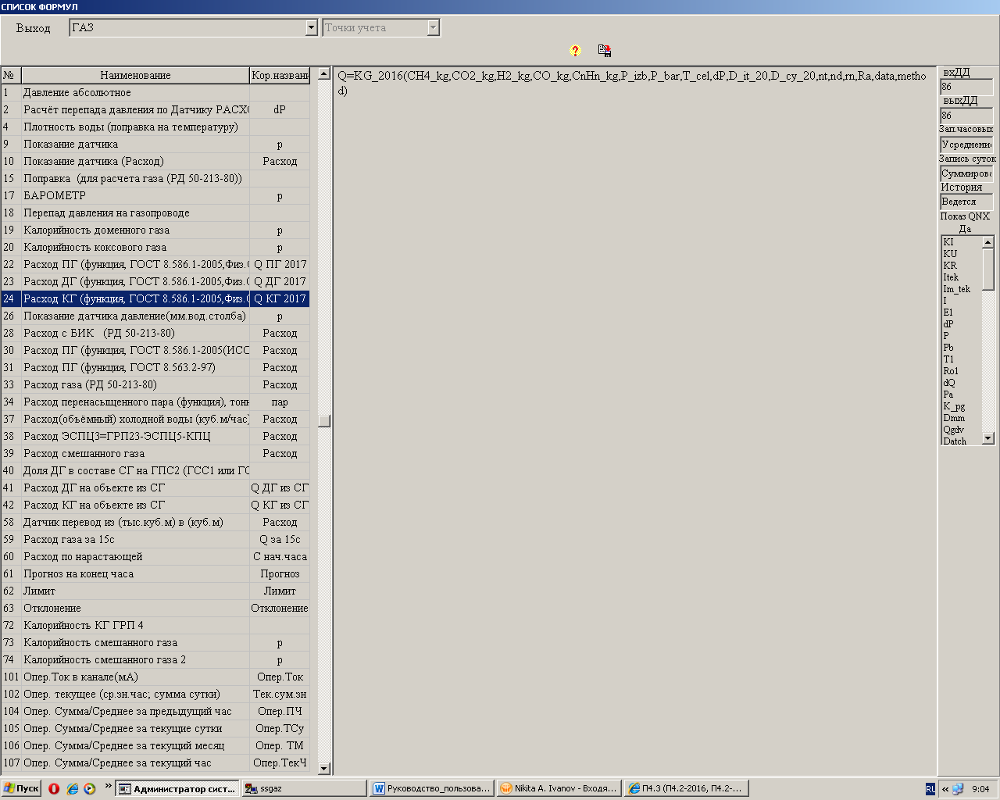 СПИСОК ФОРМУЛ
Выход ГАЗ Точки учета
№ Наименование Кор.названи
1 Давление абсолютное
2 Расчёт перепада давления по Датчику РАСХ dP
4 Плотность воды (поправка на температуру)
9 Показание датчика p
10 Показание датчика (Расход) Расход
15 Поправка (для расчета газа (РД 50-213-80))
17 БАРОМЕТР p
18 Перепад давления на газопроводе
19 Калорийность доменного газа p
20 Калорийность коксового газа p
22 Расход ПГ (функция, ГОСТ 8.586.1-2005,Физ. Q ПГ 2017
23 Расход ДГ (функция, ГОСТ 8.586.1-2005,Физ. Q ДГ 2017
24 Расход КГ (функция, ГОСТ 8.586.1-2005,Физ. Q КГ 2017
26 Показание датчика давление(мм.вод.столба) p
28 Расход с БИК (РД 50-213-80) Расход
30 Расход ПГ (функция, ГОСТ 8.586.1-2005(ИСО Расход
31 Расход ПГ (функция, ГОСТ 8.563.2-97) Расход
33 Расход газа (РД 50-213-80) Расход
34 Расход перенасыщенного пара (функция), тонн пар
37 Расход(объёмный) холодной воды (куб.м/час) Расход
38 Расход ЭСПЦ3=ГРП23-ЭСПЦ5-КПЦ Расход
39 Расход смешанного газа Расход
40 Доля ДГ в составе СГ на ГПС2 (ГСС1 или ГС
41 Расход ДГ на объекте из СГ Q ДГ из СГ
42 Расход КГ на объекте из СГ Q КГ из СГ
58 Датчик перевод из (тыс.куб.м) в (куб.м) Расход
59 Расход газа за 15с Q за 15с
60 Расход по нарастающей С нач.часа
61 Прогноз на конец часа Прогноз
62 Лимит Лимит
63 Отклонение Отклонение
72 Калорийность КГ ГРП 4
73 Калорийность смешанного газа p
74 Калорийность смешанного газа 2 p
101 Опер.Ток в канале(мА) Опер.Ток
102 Опер. текущее (ср.зн.час; сумма сутки) Тек.сум.зн
104 Опер. Сумма/Среднее за предыдущий час Опер.ПЧ
105 Опер. Сумма/Среднее за текущие сутки Опер.ТСу
106 Опер. Сумма/Среднее за текущий месяц Опер. ТМ
107 Опер. Сумма/Среднее за текущий час Опер.ТекЧ
Q=KG_2016(CH4_kg,CO2_kg,H2_kg,CO_kg,CnHn_kg,P_izb,P_bar,T_cel,dP,D_it_20,D_cy_20,nt,nd,rn,Ra,data,metho
d)
вхДД
86
выхДД
86
Зап.часовых
Усреднени
Запись суток
Суммирова
История
Ведется
Показ QNX
Да
KI
KU
KR
Itek
Im_tek
I
E1
dP
P
Pb
T1
Ro1
dQ
Pa
K_pg
Dmm
Qgdv
Datch
Пуск » Администратор сист... ssgaz Руководство_пользова... Nikita A. Ivanov - Входя... П4.3 (П4.2-2016, П4.2-... RU « 9:04